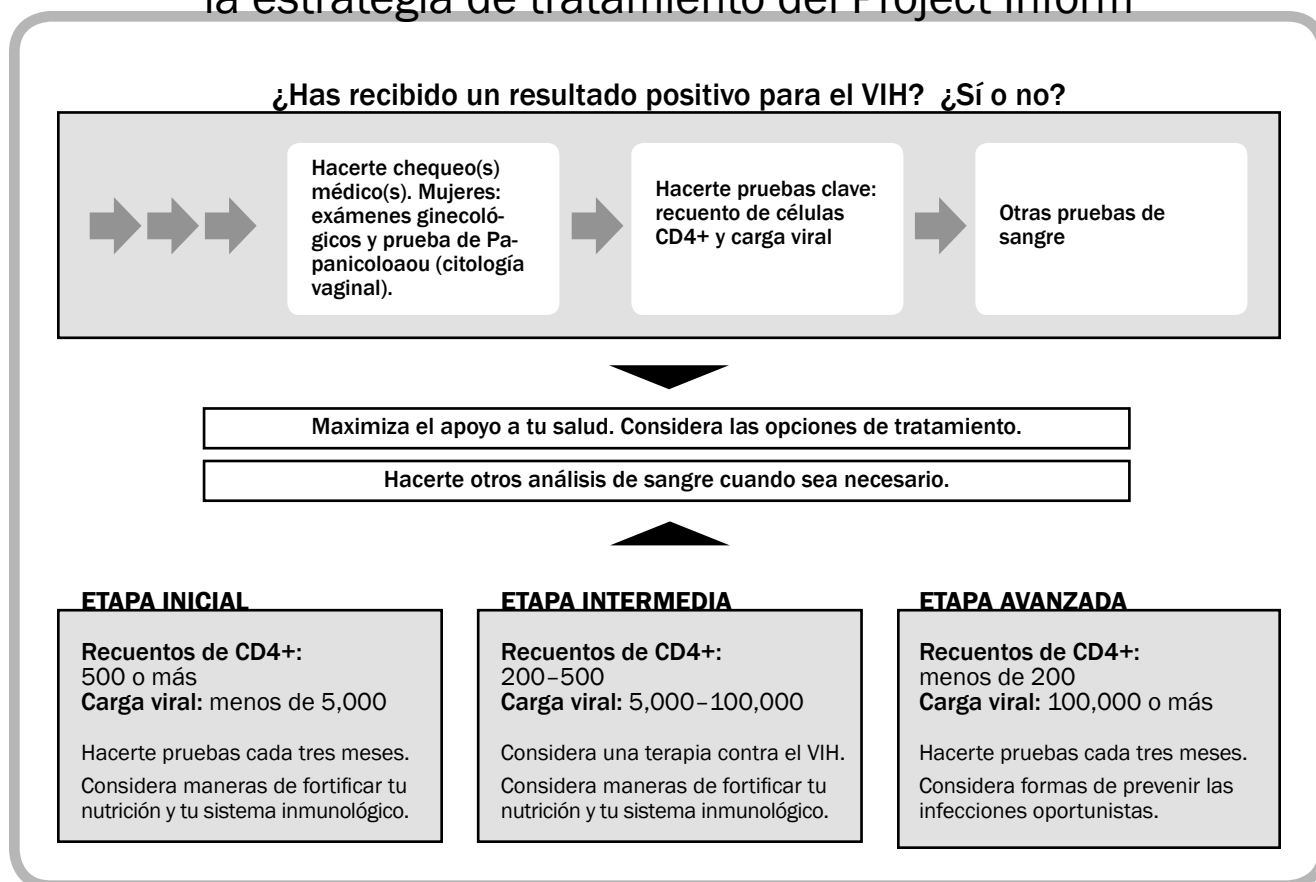 la estrategia de tratamiento del Project Inform
¿Has recibido un resultado positivo para el VIH? ¿Sí o no?
Hacerte chequeo(s)
médico(s). Mujeres:
exámenes ginecoló-
gicos y prueba de Pa-
panicoloaou (citología
vaginal).
Hacerte pruebas clave:
recuento de células
CD4+ y carga viral
Otras pruebas de
sangre
Maximiza el apoyo a tu salud. Considera las opciones de tratamiento.
Hacerte otros análisis de sangre cuando sea necesario.
ETAPA INICIAL
Recuentos de CD4+:
500 o más
Carga viral: menos de 5,000
Hacerte pruebas cada tres meses.
Considera maneras de fortificar tu
nutrición y tu sistema inmunológico.
ETAPA INTERMEDIA
Recuentos de CD4+:
200–500
Carga viral: 5,000–100,000
Considera una terapia contra el VIH.
Considera maneras de fortificar tu
nutrición y tu sistema inmunológico.
ETAPA AVANZADA
Recuentos de CD4+:
menos de 200
Carga viral: 100,000 o más
Hacerte pruebas cada tres meses.
Considera formas de prevenir las
infecciones oportunistas.